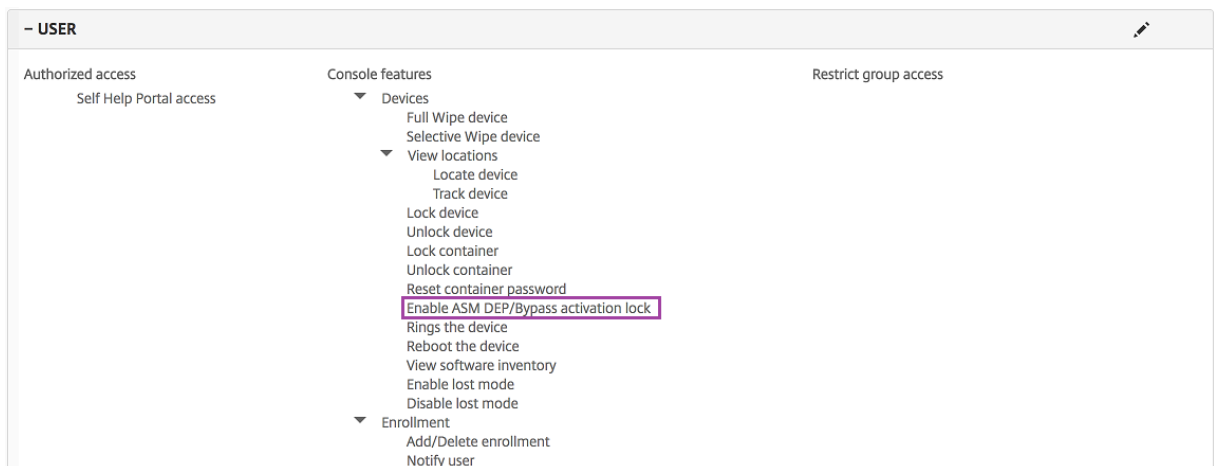 – USER
Authorized access
Self Help Portal access
Console features
Devices
Full Wipe device
Selective Wipe device
View locations
Locate device
Track device
Lock device
Unlock device
Lock container
Unlock container
Reset container password
Enable ASM DEP/Bypass activation lock
Rings the device
Reboot the device
View software inventory
Enable lost mode
Disable lost mode
Enrollment
Add/Delete enrollment
Notify user
Restrict group access